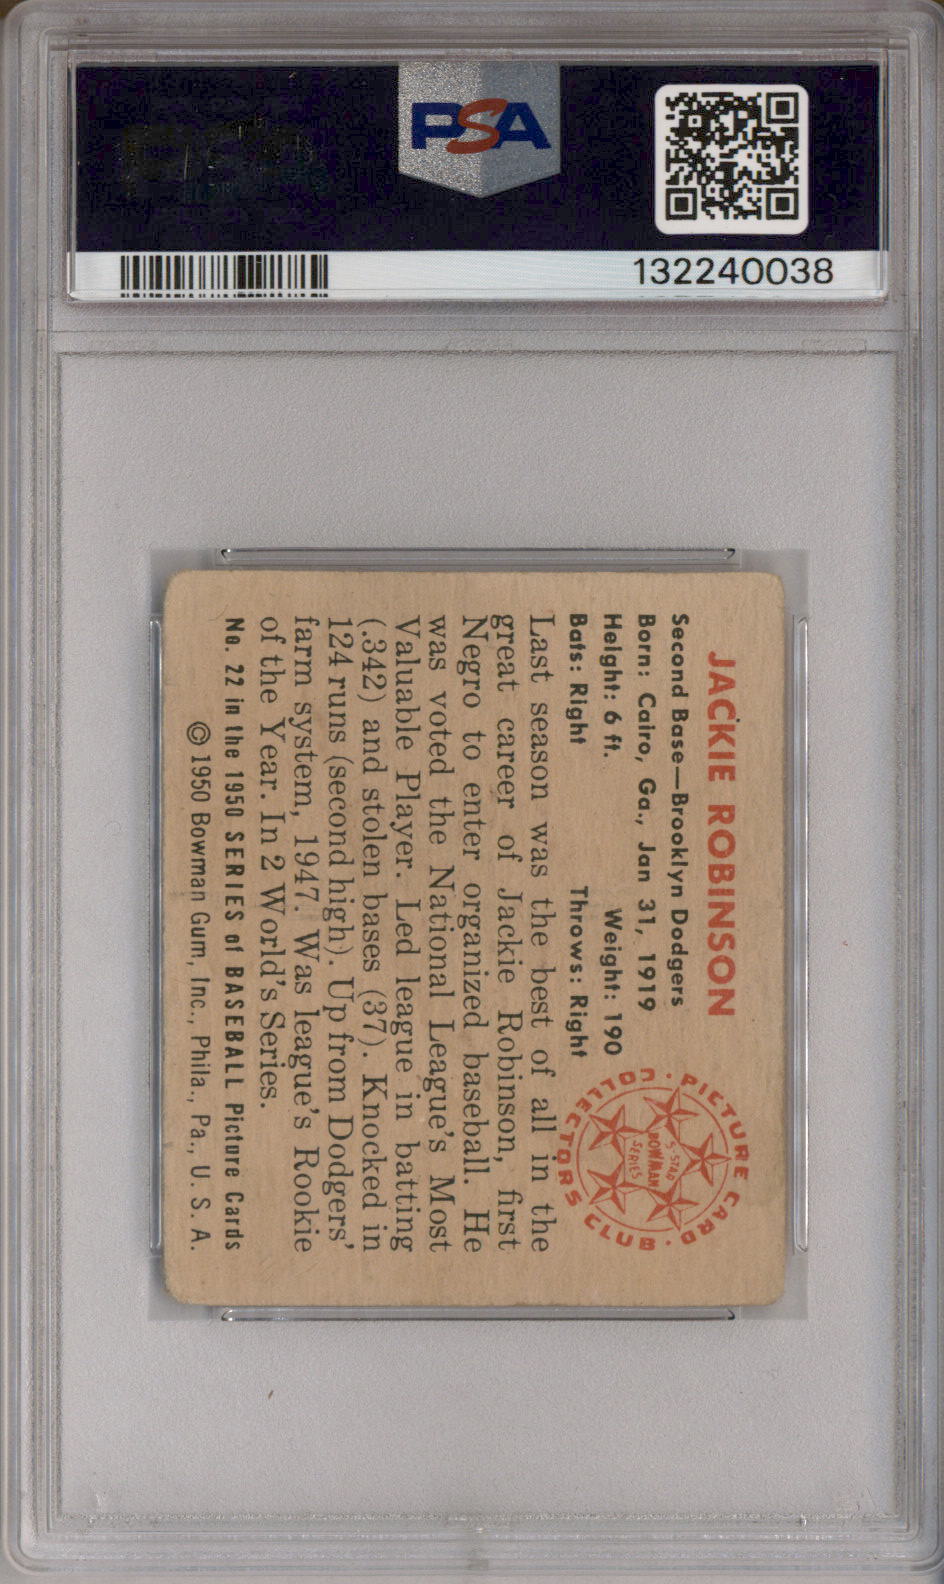 PSA
132240038
JACKIE ROBINSON
Second Base—Brooklyn Dodgers
Born: Cairo, Ga., Jan 31, 1919
Height: 6 ft. Weight: 190
Bats: Right Throws: Right
Last season was the best of all in the
great career of Jackie Robinson, first
Negro to enter organized baseball. He
was voted the National League's Most
Valuable Player. Led league in batting
(.342) and stolen bases (37). Knocked in
124 runs (second high). Up from Dodgers'
farm system, 1947. Was league's Rookie
of the Year. In 2 World's Series.
No. 22 in the 1950 SERIES of BASEBALL Picture Cards
© 1950 Bowman Gum, Inc., Phila., Pa., U. S. A.
PICTURE CARD COLLECTORS CLUB
5-STAR
BOWMAN
SERIES